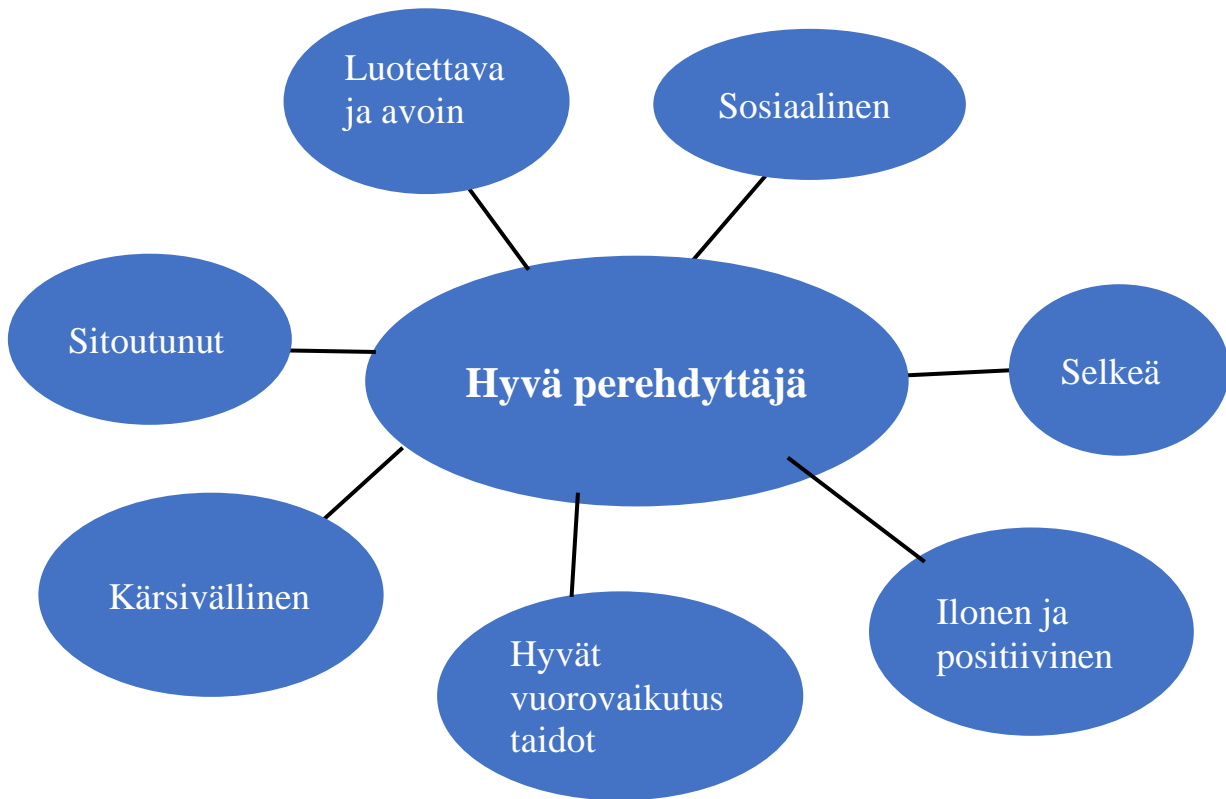 Luotettava
ja avoin
Sosiaalinen
Sitoutunut
Hyvä perehdyttäjä
Selkeä
Kärsivällinen
Hyvät
vuorovaikutus
taidot
Ilonen ja
positiivinen